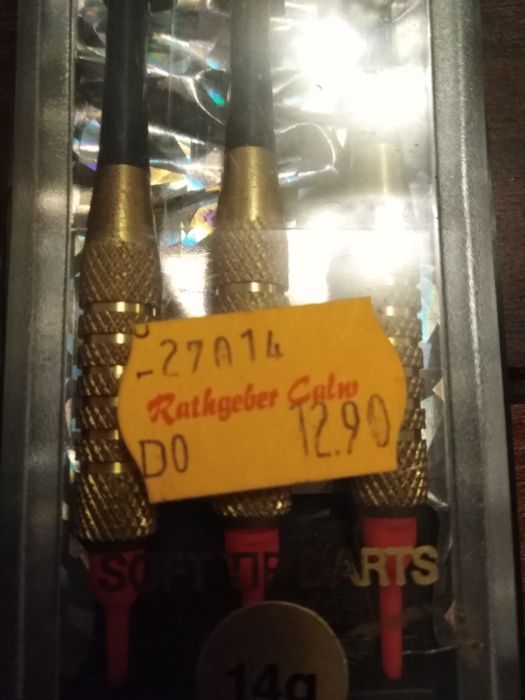 -27A14
Rathgeber Calw
D0 12.90
SOFT TIP DARTS
14g